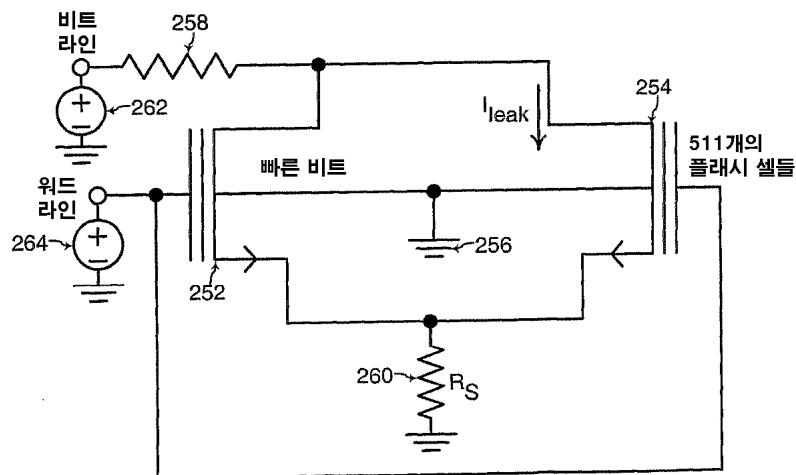 비트
라인
258
+
−
262
I leak
254
511개의
플래시 셀들
빠른 비트
워드
라인
264
+
−
256
252
260
RS